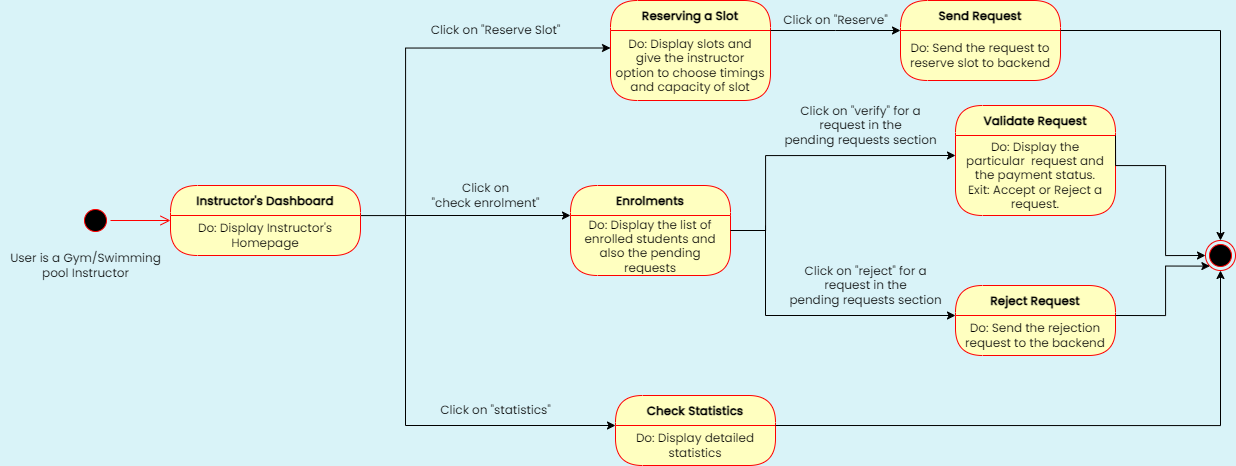 User is a Gym/Swimming
pool Instructor
Instructor's Dashboard
Do: Display Instructor's
Homepage
Click on "Reserve Slot"
Reserving a Slot
Do: Display slots and
give the instructor
option to choose timings
and capacity of slot
Click on "Reserve"
Send Request
Do: Send the request to
reserve slot to backend
Click on
"check enrolment"
Enrolments
Do: Display the list of
enrolled students and
also the pending
requests
Click on "verify" for a
request in the
pending requests section
Validate Request
Do: Display the
particular request and
the payment status.
Exit: Accept or Reject a
request.
Click on "reject" for a
request in the
pending requests section
Reject Request
Do: Send the rejection
request to the backend
Click on "statistics"
Check Statistics
Do: Display detailed
statistics